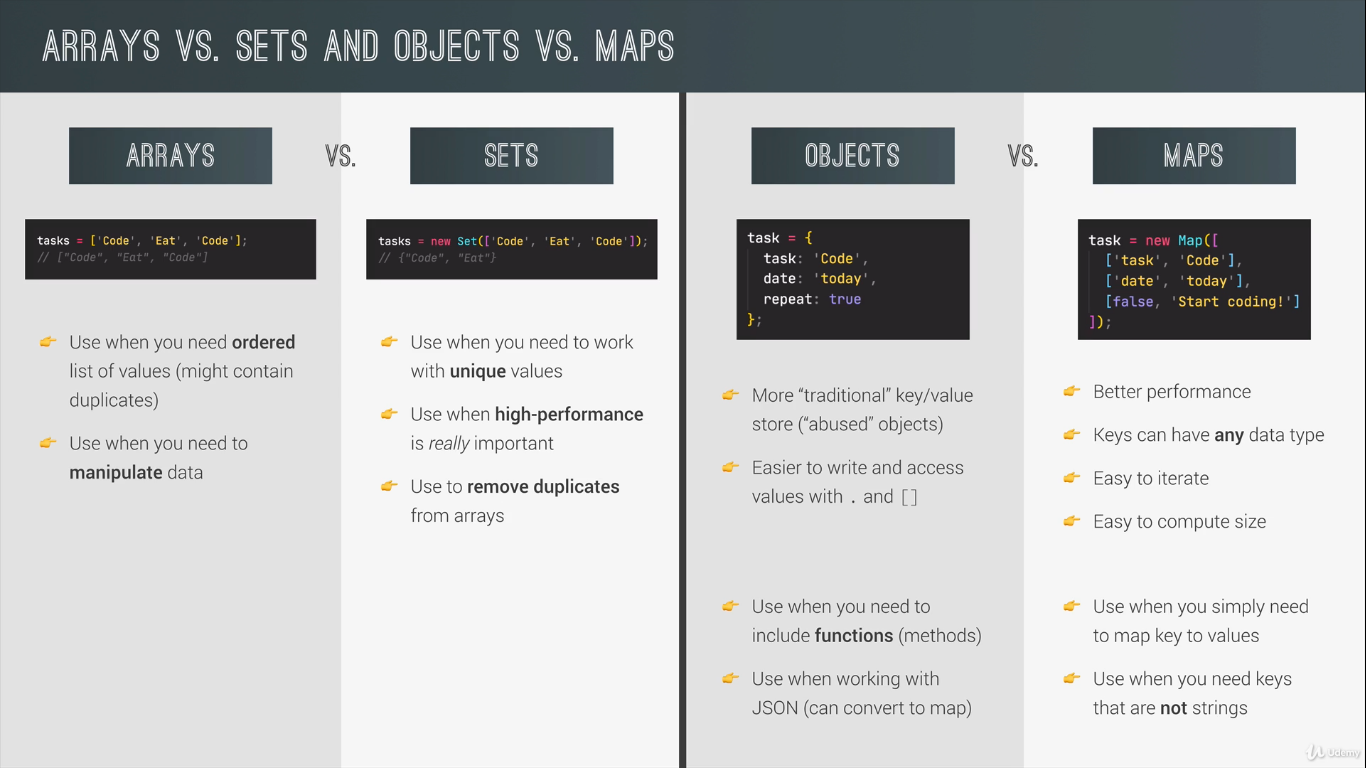 ARRAYS VS. SETS AND OBJECTS VS. MAPS
ARRAYS
VS.
SETS
OBJECTS
VS.
MAPS
tasks = ['Code', 'Eat', 'Code'];
// ["Code", "Eat", "Code"]
👉 Use when you need ordered
list of values (might contain
duplicates)
👉 Use when you need to
manipulate data
tasks = new Set(['Code', 'Eat', 'Code']);
// {"Code", "Eat"}
👉 Use when you need to work
with unique values
👉 Use when high-performance
is really important
👉 Use to remove duplicates
from arrays
task = {
task: 'Code',
date: 'today',
repeat: true
};
👉 More “traditional” key/value
store (“abused” objects)
👉 Easier to write and access
values with . and []
👉 Use when you need to
include functions (methods)
👉 Use when working with
JSON (can convert to map)
task = new Map([
['task', 'Code'],
['date', 'today'],
[false, 'Start coding!']
]);
👉 Better performance
👉 Keys can have any data type
👉 Easy to iterate
👉 Easy to compute size
👉 Use when you simply need
to map key to values
👉 Use when you need keys
that are not strings
Udemy